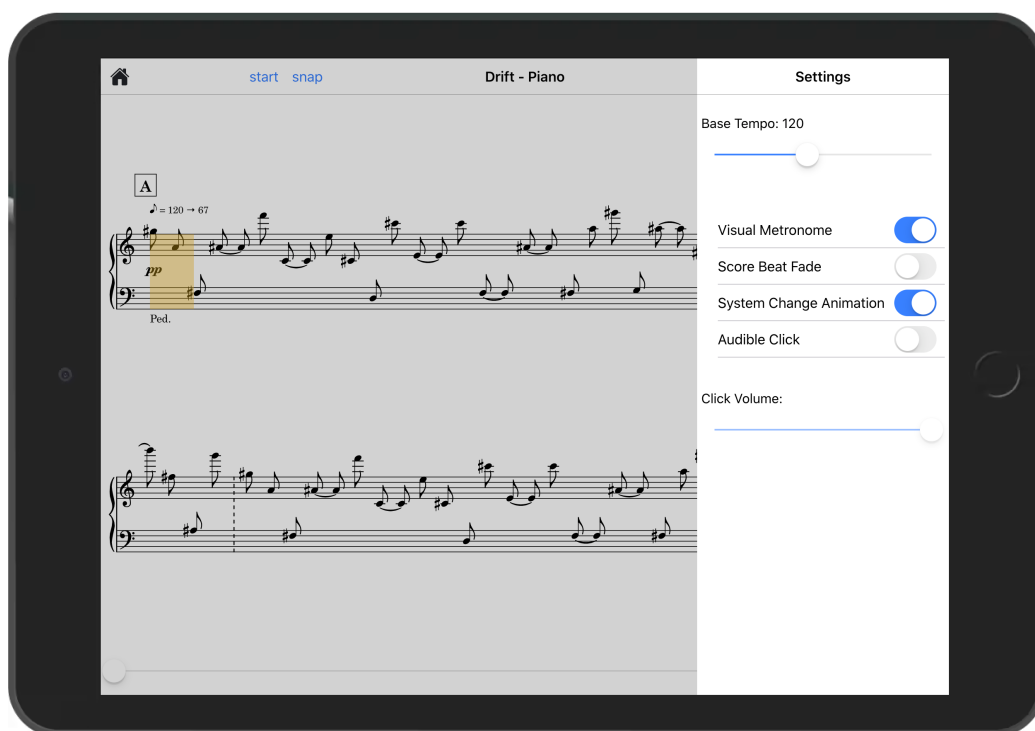 start snap
Drift - Piano
Settings
A
♪ = 120 → 67
pp
Ped.
Base Tempo: 120
Visual Metronome
Score Beat Fade
System Change Animation
Audible Click
Click Volume: